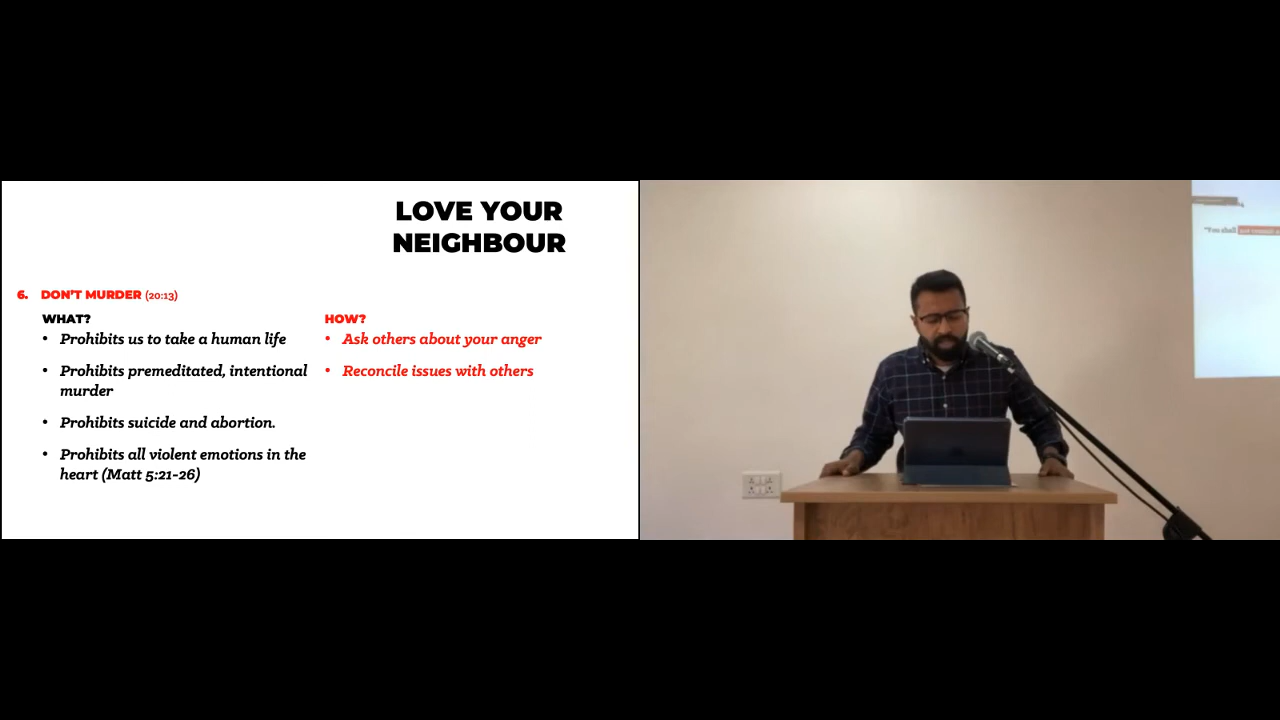 LOVE YOUR
NEIGHBOUR
6. DON'T MURDER (20:13)
WHAT?
• Prohibits us to take a human life
• Prohibits premeditated, intentional
murder
• Prohibits suicide and abortion.
• Prohibits all violent emotions in the
heart (Matt 5:21-26)
HOW?
• Ask others about your anger
• Reconcile issues with others
"You shall